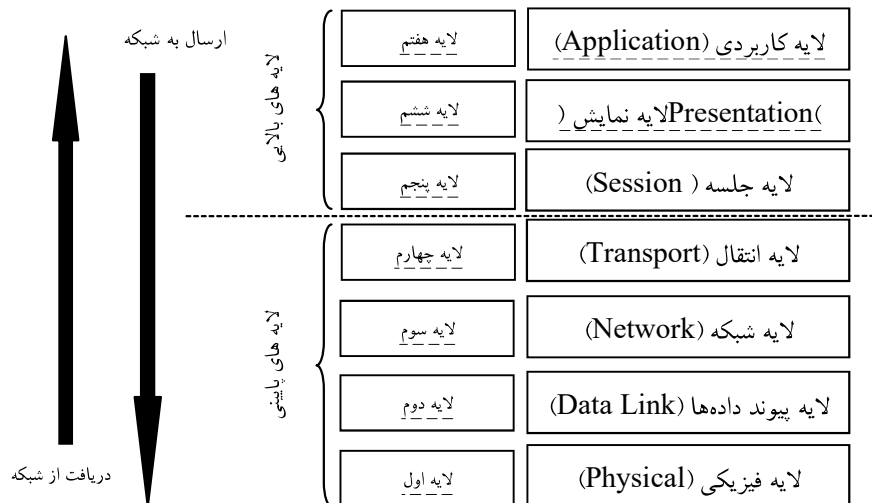 ارسال به شبکه
لایه کاربردی (Application)
لایه هفتم
لایه های بالایی
)Presentationلایه نمایش (
لایه ششم
لایه جلسه ( Session)
لایه پنجم
لایه انتقال (Transport)
لایه چهارم
لایه شبکه (Network)
لایه سوم
لایه های پایینی
لایه پیوند داده‌ها (Data Link)
لایه دوم
لایه فیزیکی (Physical)
لایه اول
دریافت از شبکه